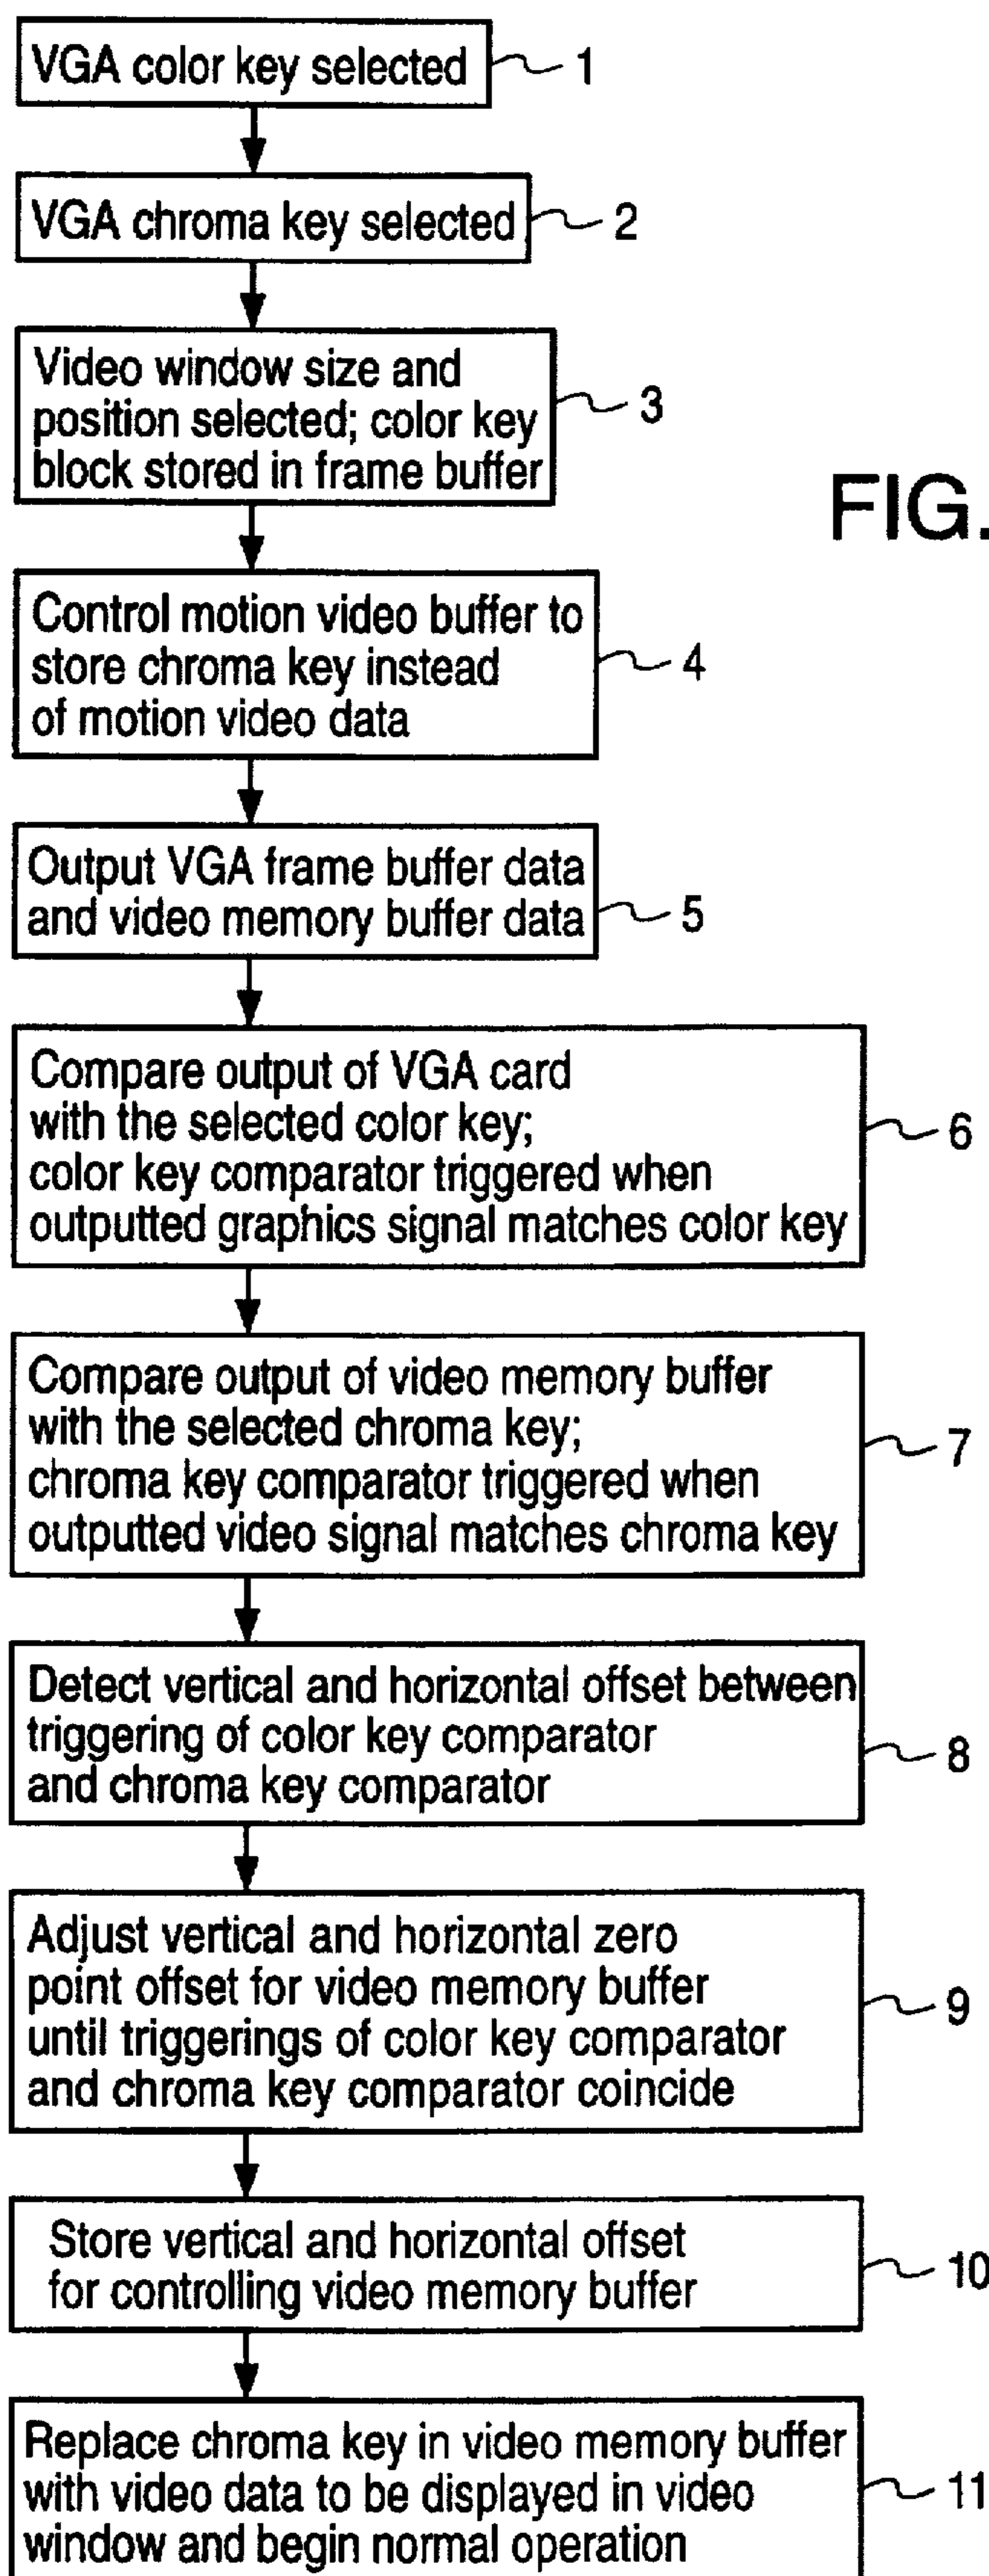 VGA color key selected
1
VGA chroma key selected
2
Video window size and
position selected; color key
block stored in frame buffer
3
FIG.
Control motion video buffer to
store chroma key instead
of motion video data
4
Output VGA frame buffer data
and video memory buffer data
5
Compare output of VGA card
with the selected color key;
color key comparator triggered when
outputted graphics signal matches color key
6
Compare output of video memory buffer
with the selected chroma key;
chroma key comparator triggered when
outputted video signal matches chroma key
7
Detect vertical and horizontal offset between
triggering of color key comparator
and chroma key comparator
8
Adjust vertical and horizontal zero
point offset for video memory buffer
until triggerings of color key comparator
and chroma key comparator coincide
9
Store vertical and horizontal offset
for controlling video memory buffer
10
Replace chroma key in video memory buffer
with video data to be displayed in video
window and begin normal operation
11